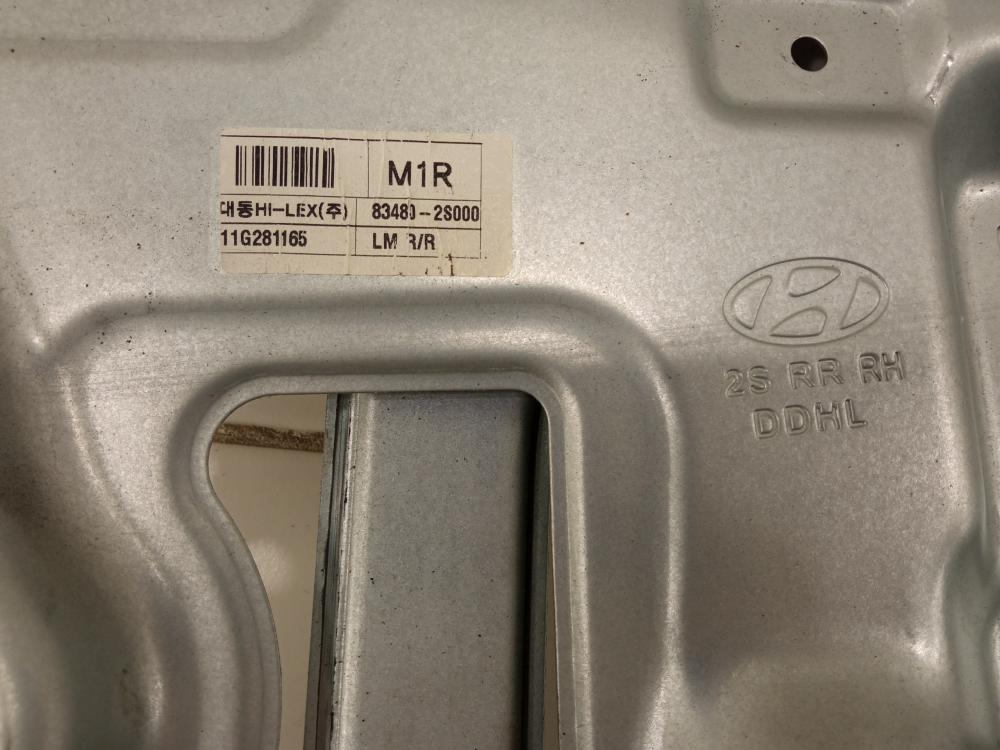 M1R
대동HI-LEX(주) 83480-2S000
11G281165 LM R/R
2S RR RH
DDHL